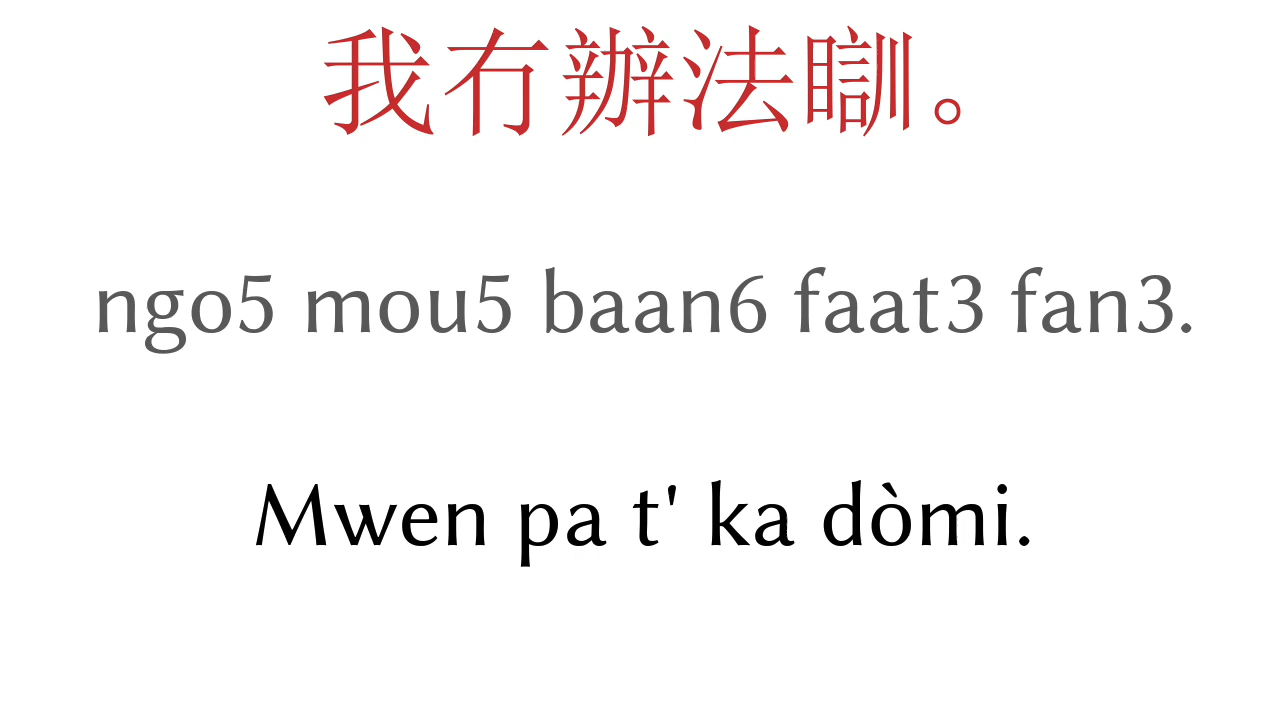 我冇辦法瞓。
ngo5 mou5 baan6 faat3 fan3.
Mwen pa t' ka dòmi.